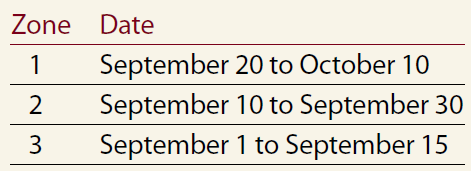 Zone Date
1 September 20 to October 10
2 September 10 to September 30
3 September 1 to September 15